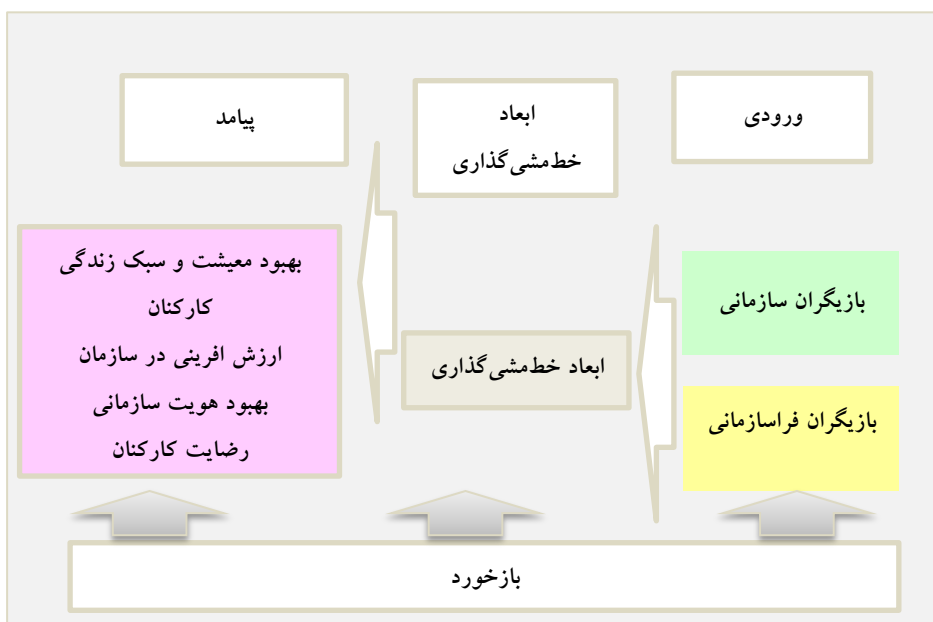 ورودی
ابعاد
خط‌مشی‌گذاری
پیامد
بازیگران سازمانی
بازیگران فراسازمانی
ابعاد خط‌مشی‌گذاری
بهبود معیشت و سبک زندگی
کارکنان
ارزش افرینی در سازمان
بهبود هویت سازمانی
رضایت کارکنان
بازخورد